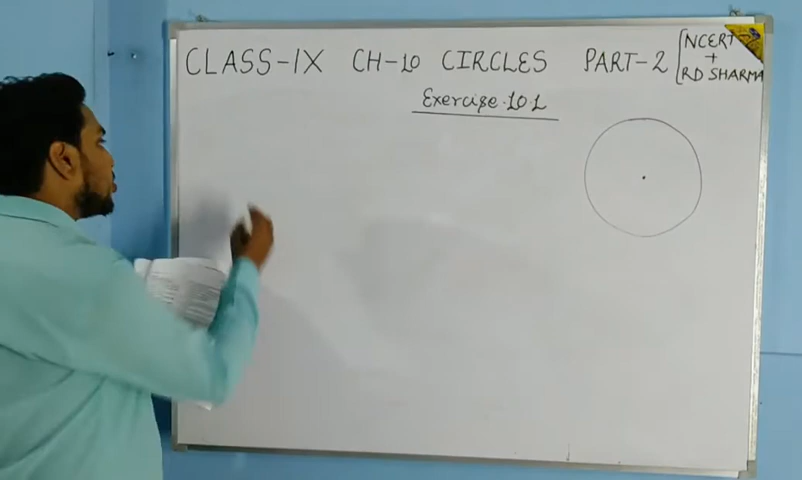 CLASS-IX CH-10 CIRCLES PART-2 [NCERT
+
RD SHARMA
Exercise.10.1